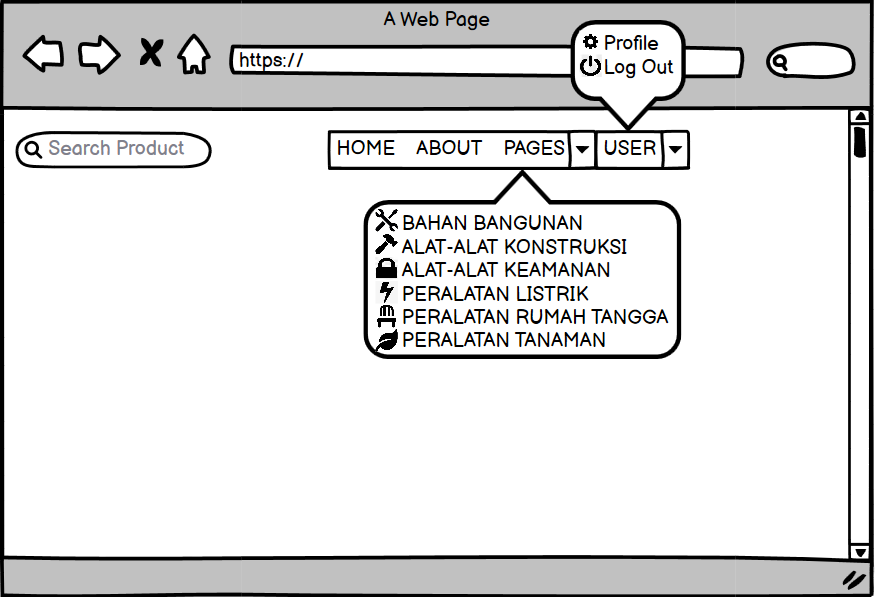 A Web Page
Profile
https://
Log Out
Search Product
HOME ABOUT PAGES USER
BAHAN BANGUNAN
ALAT-ALAT KONSTRUKSI
ALAT-ALAT KEAMANAN
PERALATAN LISTRIK
PERALATAN RUMAH TANGGA
PERALATAN TANAMAN